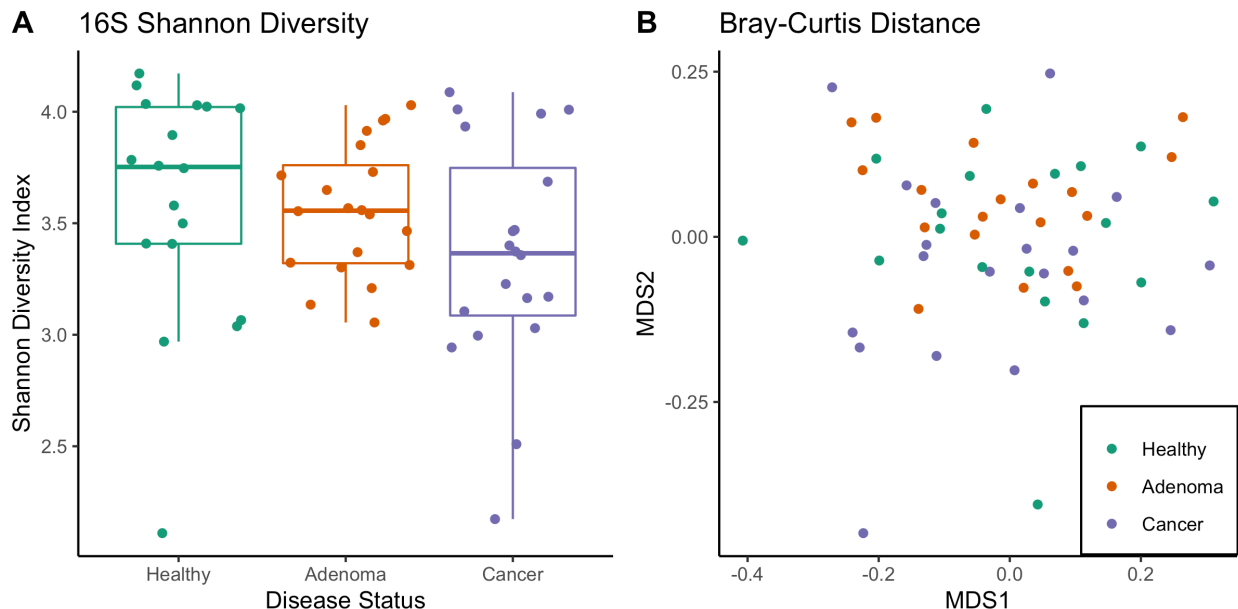 A 16S Shannon Diversity
Shannon Diversity Index
4.0
3.5
3.0
2.5
Healthy Adenoma Cancer
Disease Status
B Bray-Curtis Distance
MDS2
0.25
0.00
-0.25
-0.4 -0.2 0.0 0.2
MDS1
Healthy
Adenoma
Cancer